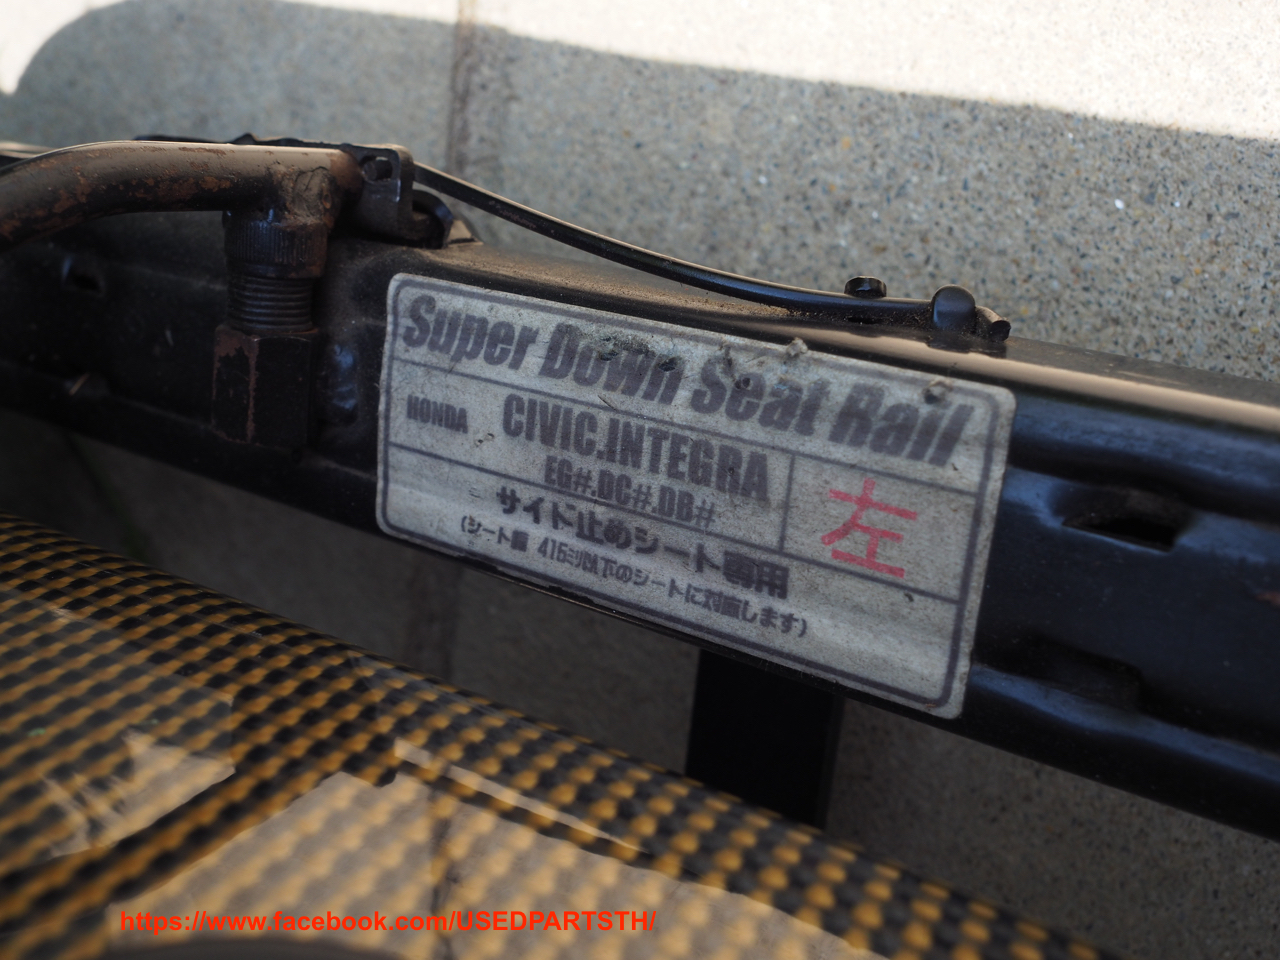 Super Down Seat Rail
HONDA CIVIC.INTEGRA
EG#.DC#.DB#
左
サイド止めシート専用
(シート幅 415ミリ以下のシートに対応します)
https://www.facebook.com/USEDPARTSTH/